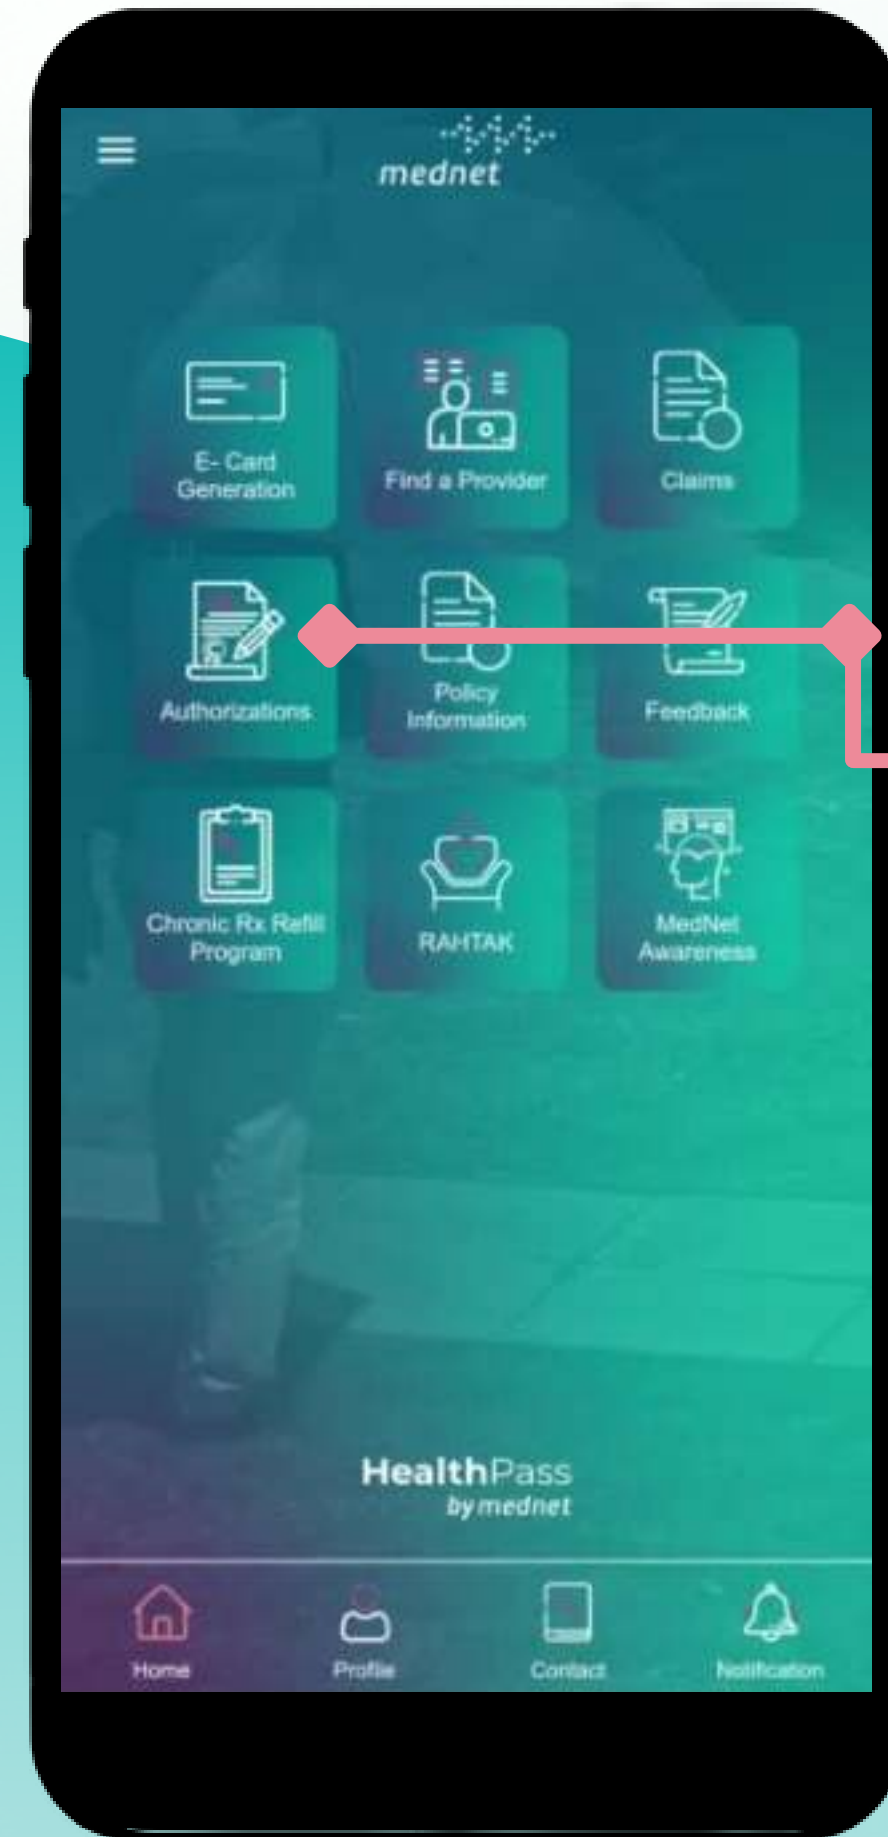 mednet
E- Card
Generation
Find a Provider
Claims
Authorizations
Policy
Information
Feedback
Chronic Rx Refill
Program
RAHTAK
MedNet
Awareness
HealthPass
by mednet
Home
Profile
Contact
Notification